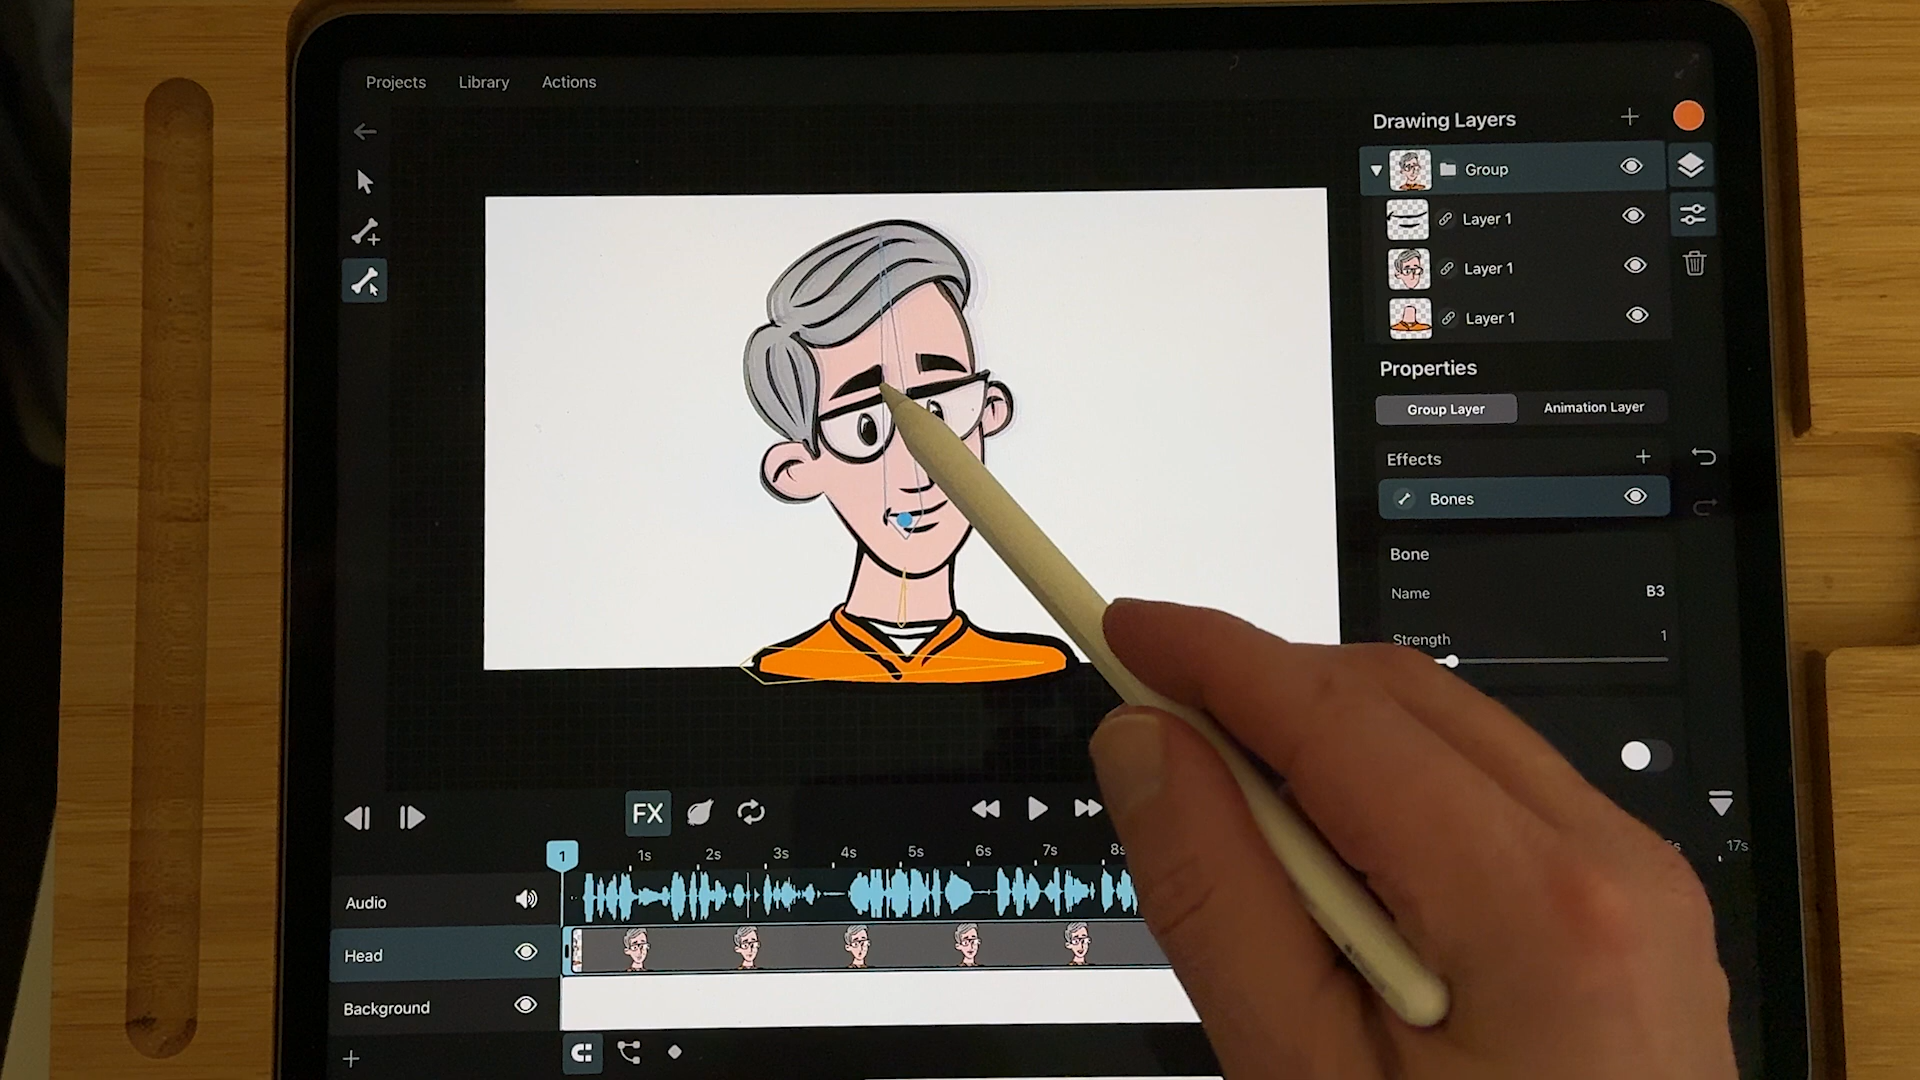 Projects Library Actions
Drawing Layers
Group
Layer 1
Layer 1
Layer 1
Properties
Group Layer Animation Layer
Effects
Bones
Bone
Name B3
Strength 1
FX
1 1s 2s 3s 4s 5s 6s 7s 17s
Audio
Head
Background